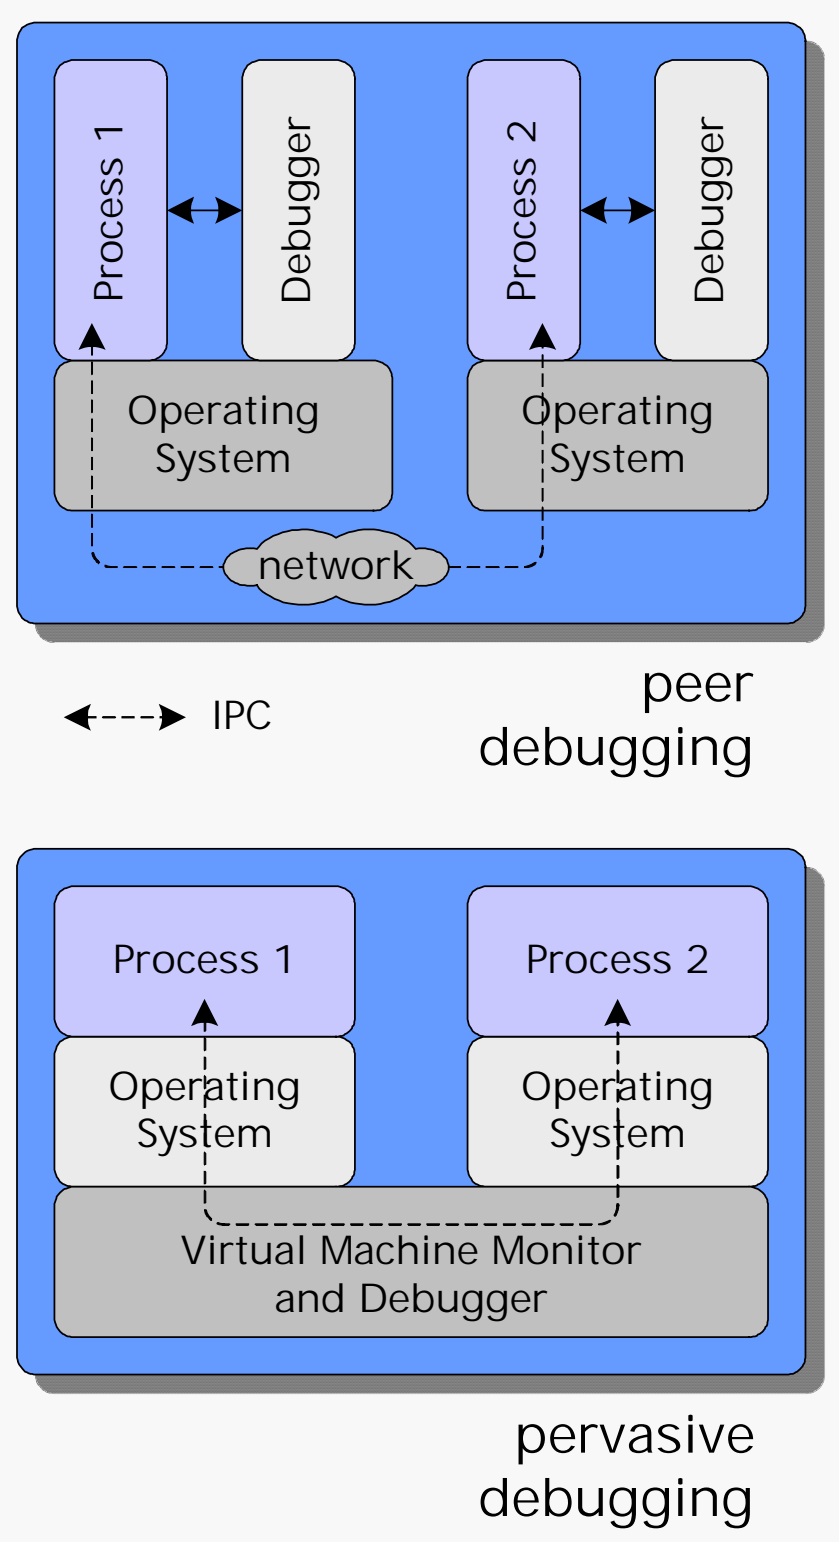 Process 1
Debugger
Process 2
Debugger
Operating
System
Operating
System
network
IPC
peer
debugging
Process 1
Process 2
Operating
System
Operating
System
Virtual Machine Monitor
and Debugger
pervasive
debugging